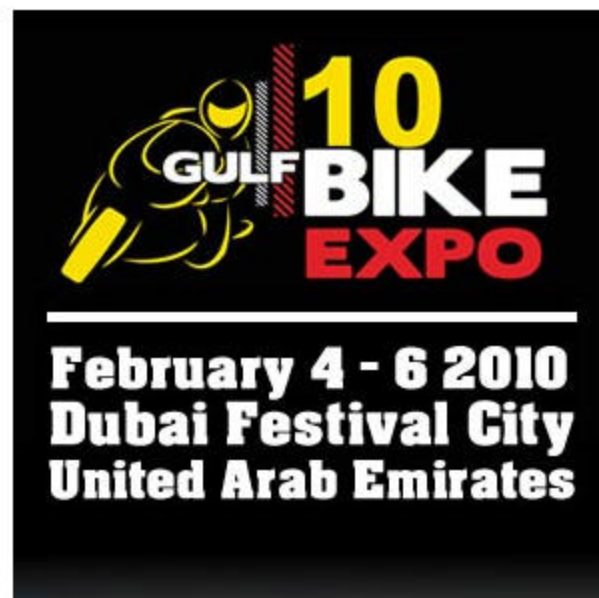 10
GULF BIKE
EXPO
February 4 - 6 2010
Dubai Festival City
United Arab Emirates